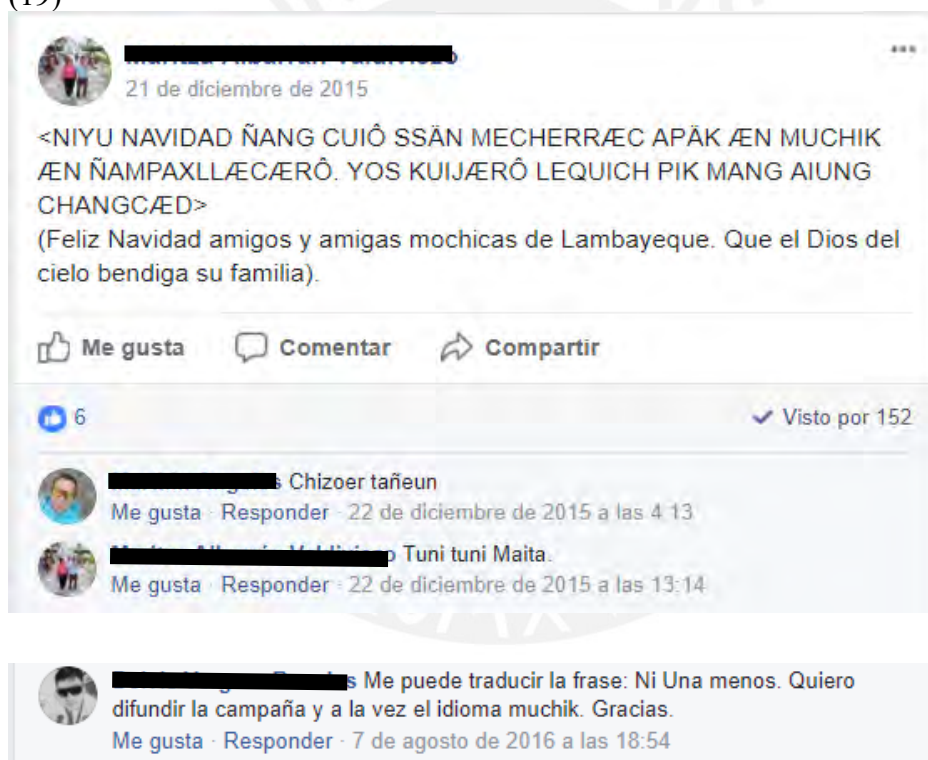 (19)
21 de diciembre de 2015
<NIYU NAVIDAD ÑANG CUIÔ SSÄN MECHERRÆC APÄK ÆN MUCHIK
ÆN ÑAMPAXLLÆCÆRÔ. YOS KUIJÆRÔ LEQUICH PIK MANG AIUNG
CHANGCÆD>
(Feliz Navidad amigos y amigas mochicas de Lambayeque. Que el Dios del
cielo bendiga su familia).
Me gusta Comentar Compartir
6 Visto por 152
Chizoer tañeun
Me gusta · Responder · 22 de diciembre de 2015 a las 4:13
Tuni tuni Maita.
Me gusta · Responder · 22 de diciembre de 2015 a las 13:14
Me puede traducir la frase: Ni Una menos. Quiero
difundir la campaña y a la vez el idioma muchik. Gracias.
Me gusta · Responder · 7 de agosto de 2016 a las 18:54